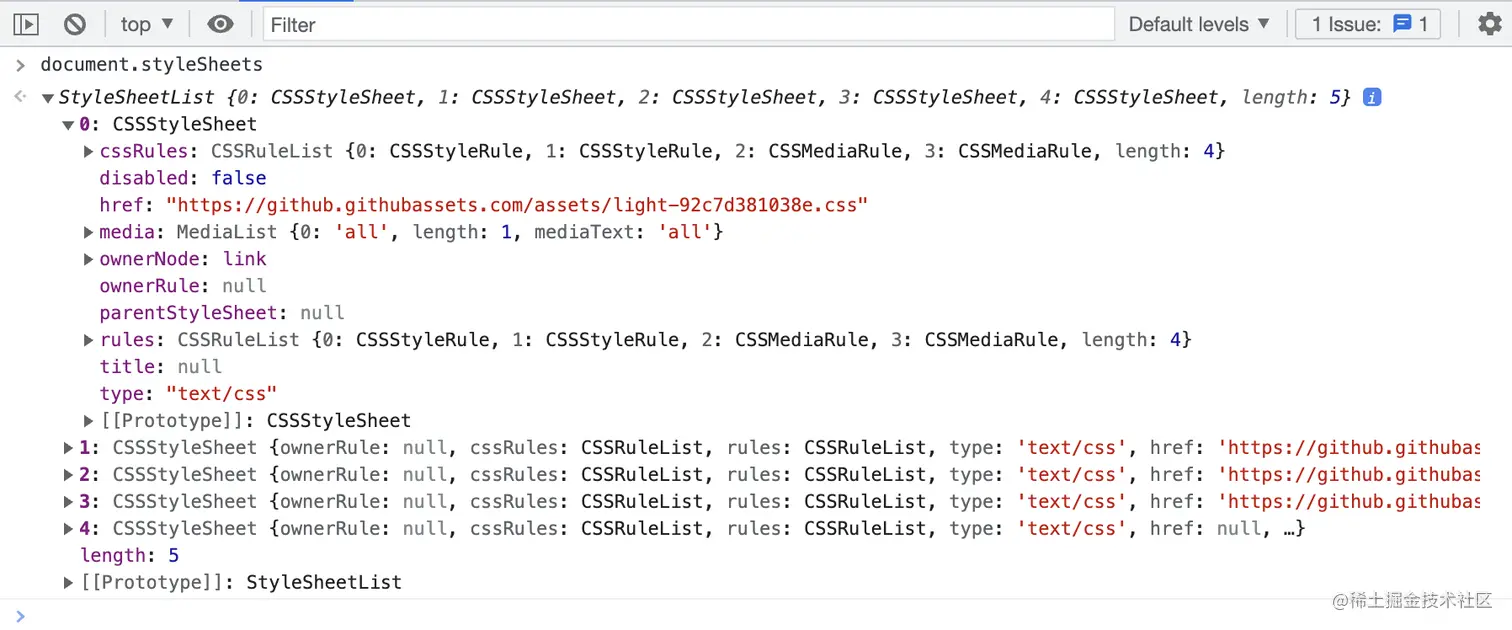 top ▼ Filter Default levels ▼ 1 Issue: 1
> document.styleSheets
▼StyleSheetList {0: CSSStyleSheet, 1: CSSStyleSheet, 2: CSSStyleSheet, 3: CSSStyleSheet, 4: CSSStyleSheet, length: 5} i
▼0: CSSStyleSheet
▶cssRules: CSSRuleList {0: CSSStyleRule, 1: CSSStyleRule, 2: CSSMediaRule, 3: CSSMediaRule, length: 4}
disabled: false
href: "https://github.githubassets.com/assets/light-92c7d381038e.css"
▶media: MediaList {0: 'all', length: 1, mediaText: 'all'}
▶ownerNode: link
ownerRule: null
parentStyleSheet: null
▶rules: CSSRuleList {0: CSSStyleRule, 1: CSSStyleRule, 2: CSSMediaRule, 3: CSSMediaRule, length: 4}
title: null
type: "text/css"
▶[[Prototype]]: CSSStyleSheet
▶1: CSSStyleSheet {ownerRule: null, cssRules: CSSRuleList, rules: CSSRuleList, type: 'text/css', href: 'https://github.githubas
▶2: CSSStyleSheet {ownerRule: null, cssRules: CSSRuleList, rules: CSSRuleList, type: 'text/css', href: 'https://github.githubas
▶3: CSSStyleSheet {ownerRule: null, cssRules: CSSRuleList, rules: CSSRuleList, type: 'text/css', href: 'https://github.githubas
▶4: CSSStyleSheet {ownerRule: null, cssRules: CSSRuleList, rules: CSSRuleList, type: 'text/css', href: null, …}
length: 5
▶[[Prototype]]: StyleSheetList
>
@稀土掘金技术社区